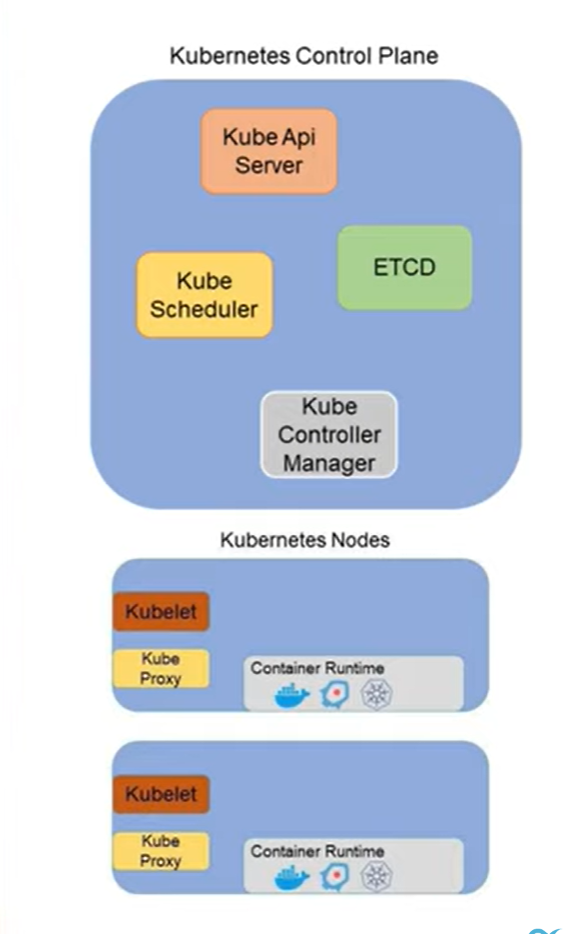 Kubernetes Control Plane
Kube Api
Server
ETCD
Kube
Scheduler
Kube
Controller
Manager
Kubernetes Nodes
Kubelet
Kube
Proxy
Container Runtime
Kubelet
Kube
Proxy
Container Runtime